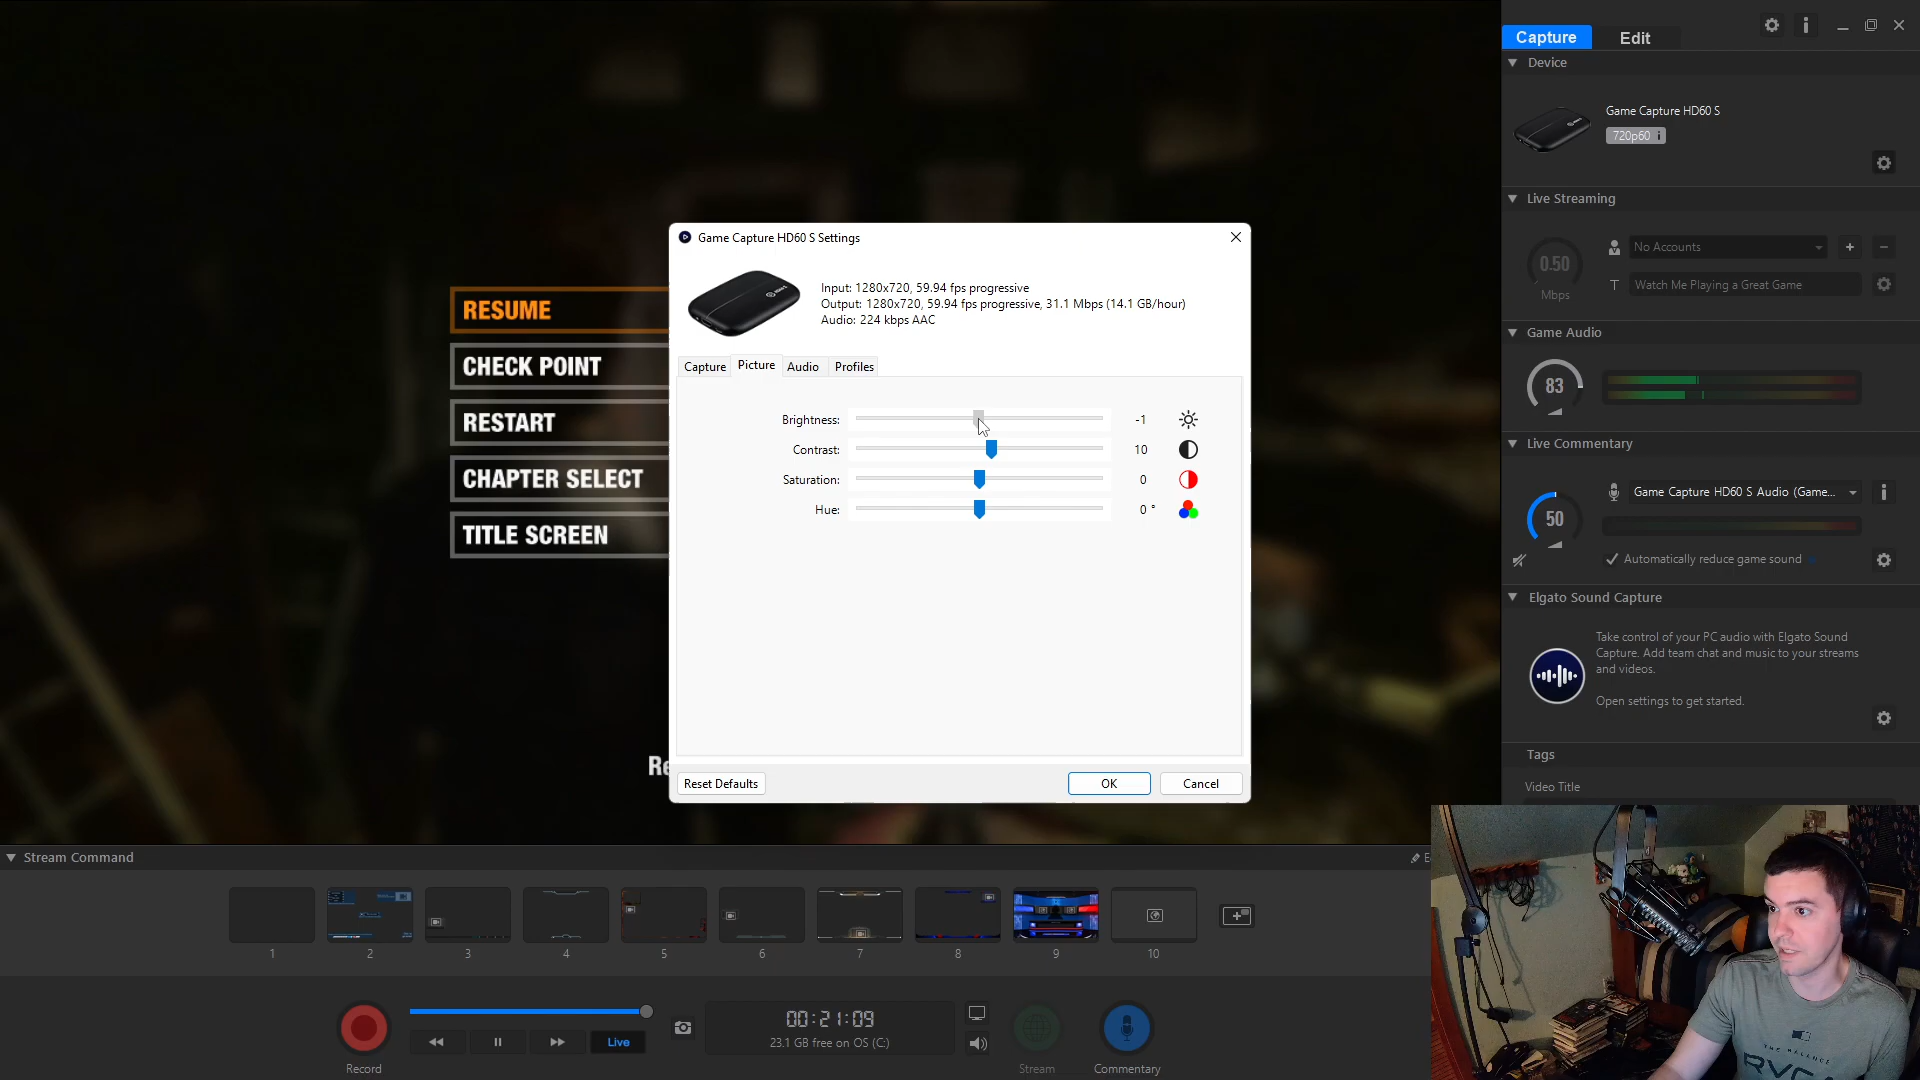 Capture
Edit
Device
Game Capture HD60 S
720p60 i
Live Streaming
0.50
Mbps
No Accounts
T
Watch Me Playing a Great Game
Game Audio
83
Live Commentary
Game Capture HD60 S Audio (Game...
50
Automatically reduce game sound
Elgato Sound Capture
Take control of your PC audio with Elgato Sound
Capture. Add team chat and music to your streams
and videos.
Open settings to get started.
Tags
Video Title
RESUME
CHECK POINT
RESTART
CHAPTER SELECT
TITLE SCREEN
Re
Game Capture HD60 S Settings
Input: 1280x720, 59.94 fps progressive
Output: 1280x720, 59.94 fps progressive, 31.1 Mbps (14.1 GB/hour)
Audio: 224 kbps AAC
Capture
Picture
Audio
Profiles
Brightness: -1
Contrast: 10
Saturation: 0
Hue: 0 °
Reset Defaults
OK
Cancel
Stream Command
E
1
2
3
4
5
6
7
8
9
10
Record
Live
00:21:09
23.1 GB free on OS (C:)
Stream
Commentary
THE BALANCE
RVCA